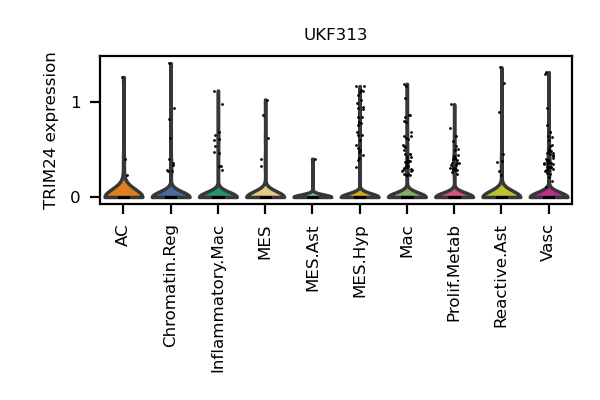 UKF313
TRIM24 expression
1
0
AC
Chromatin.Reg
Inflammatory.Mac
MES
MES.Ast
MES.Hyp
Mac
Prolif.Metab
Reactive.Ast
Vasc